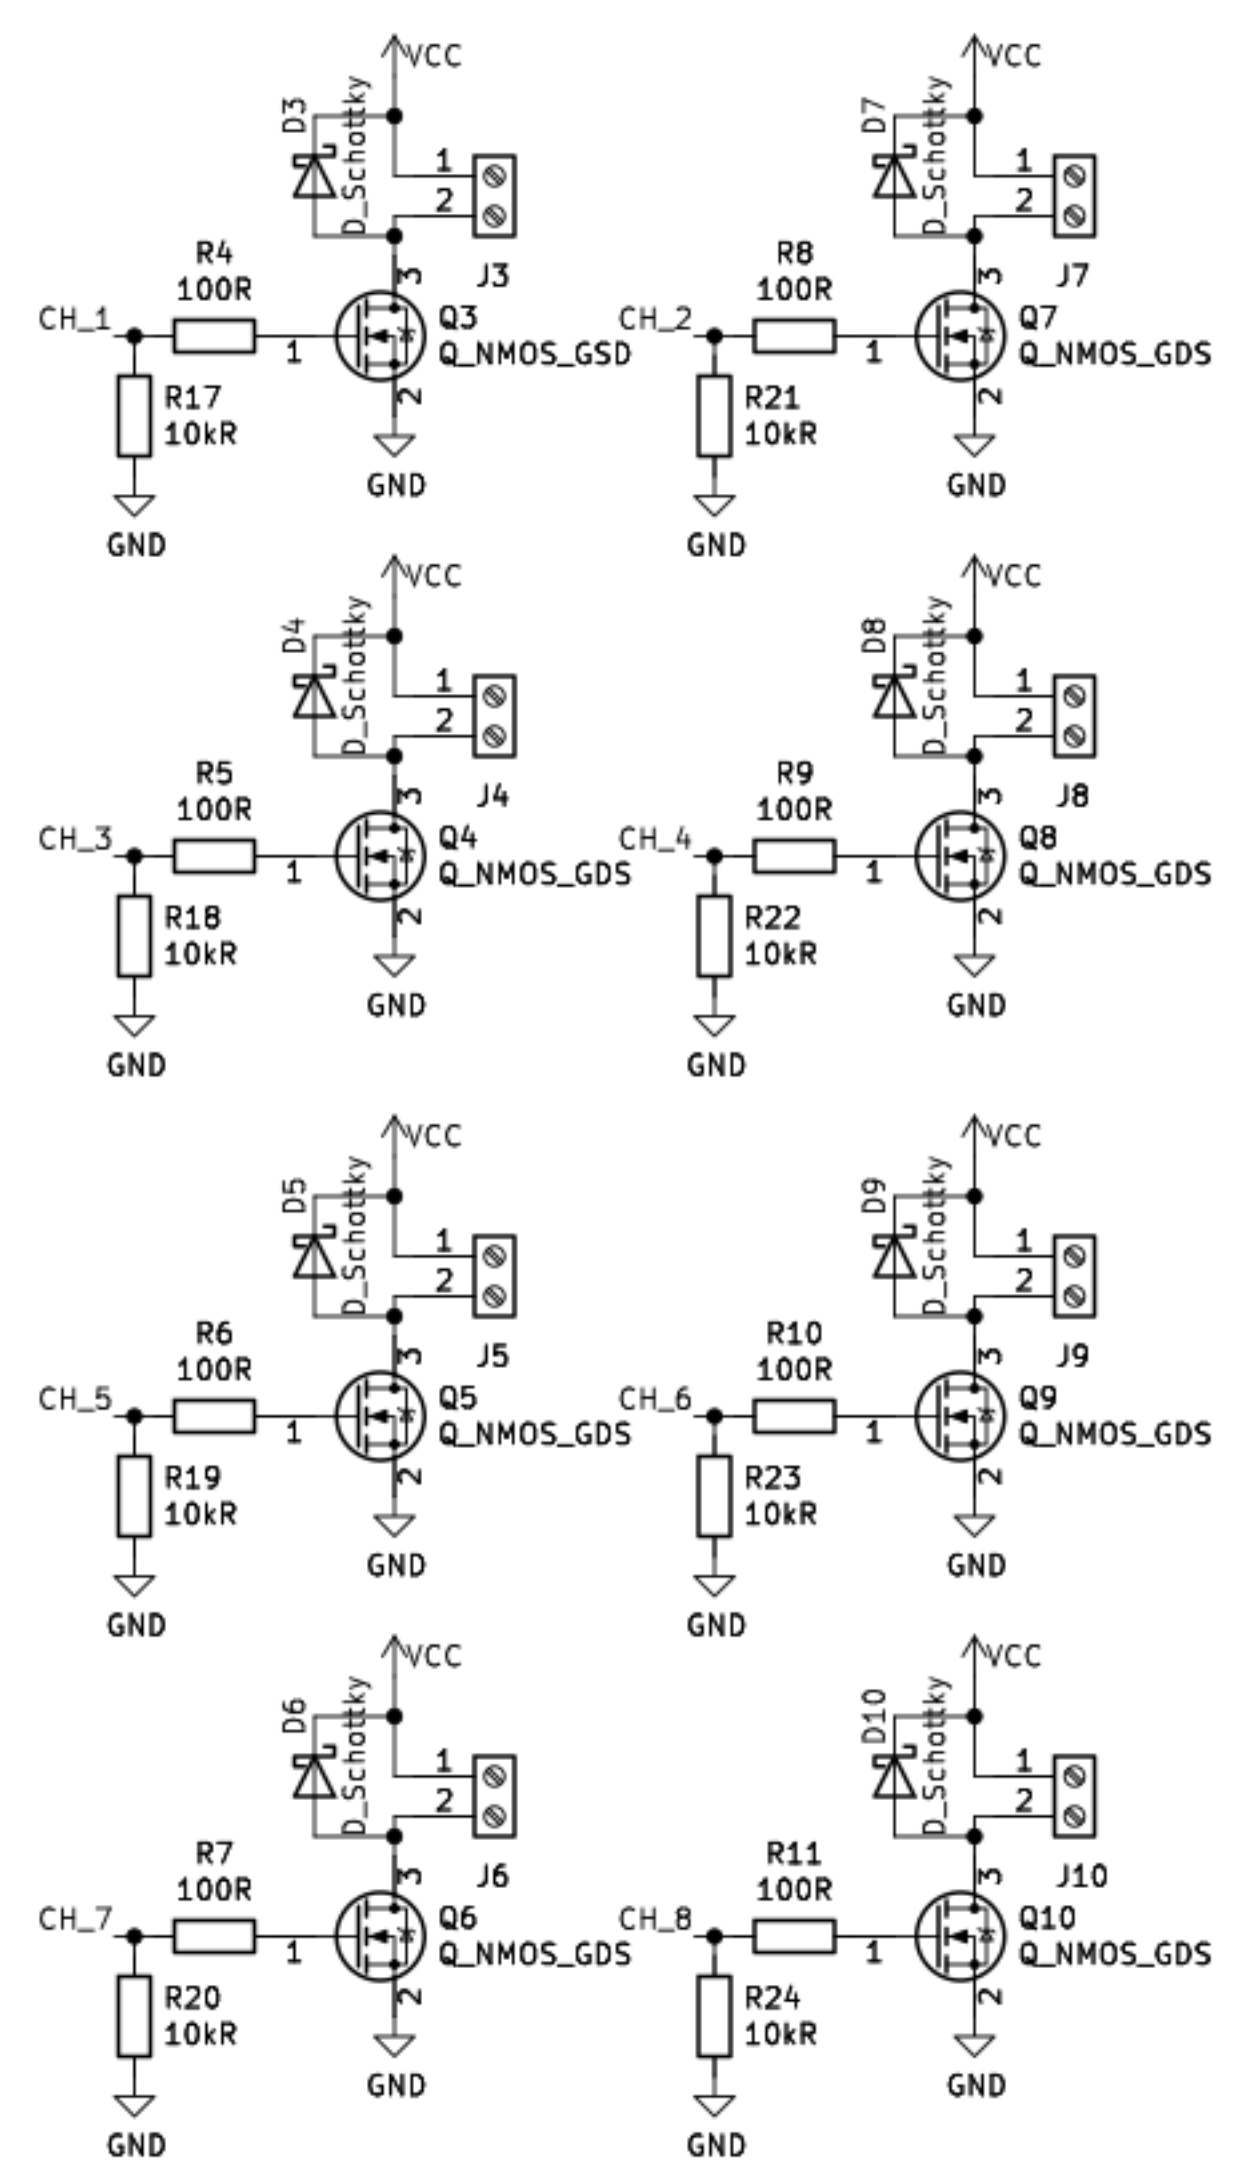 VCC
D3
D_Schottky
1
2
J3
R4
100R
CH_1
1
3
Q3
Q_NMOS_GSD
2
R17
10kR
GND
GND
VCC
D7
D_Schottky
1
2
J7
R8
100R
CH_2
1
3
Q7
Q_NMOS_GDS
2
R21
10kR
GND
GND
VCC
D4
D_Schottky
1
2
J4
R5
100R
CH_3
1
3
Q4
Q_NMOS_GDS
2
R18
10kR
GND
GND
VCC
D8
D_Schottky
1
2
J8
R9
100R
CH_4
1
3
Q8
Q_NMOS_GDS
2
R22
10kR
GND
GND
VCC
D5
D_Schottky
1
2
J5
R6
100R
CH_5
1
3
Q5
Q_NMOS_GDS
2
R19
10kR
GND
GND
VCC
D9
D_Schottky
1
2
J9
R10
100R
CH_6
1
3
Q9
Q_NMOS_GDS
2
R23
10kR
GND
GND
VCC
D6
D_Schottky
1
2
J6
R7
100R
CH_7
1
3
Q6
Q_NMOS_GDS
2
R20
10kR
GND
GND
VCC
D10
D_Schottky
1
2
J10
R11
100R
CH_8
1
3
Q10
Q_NMOS_GDS
2
R24
10kR
GND
GND